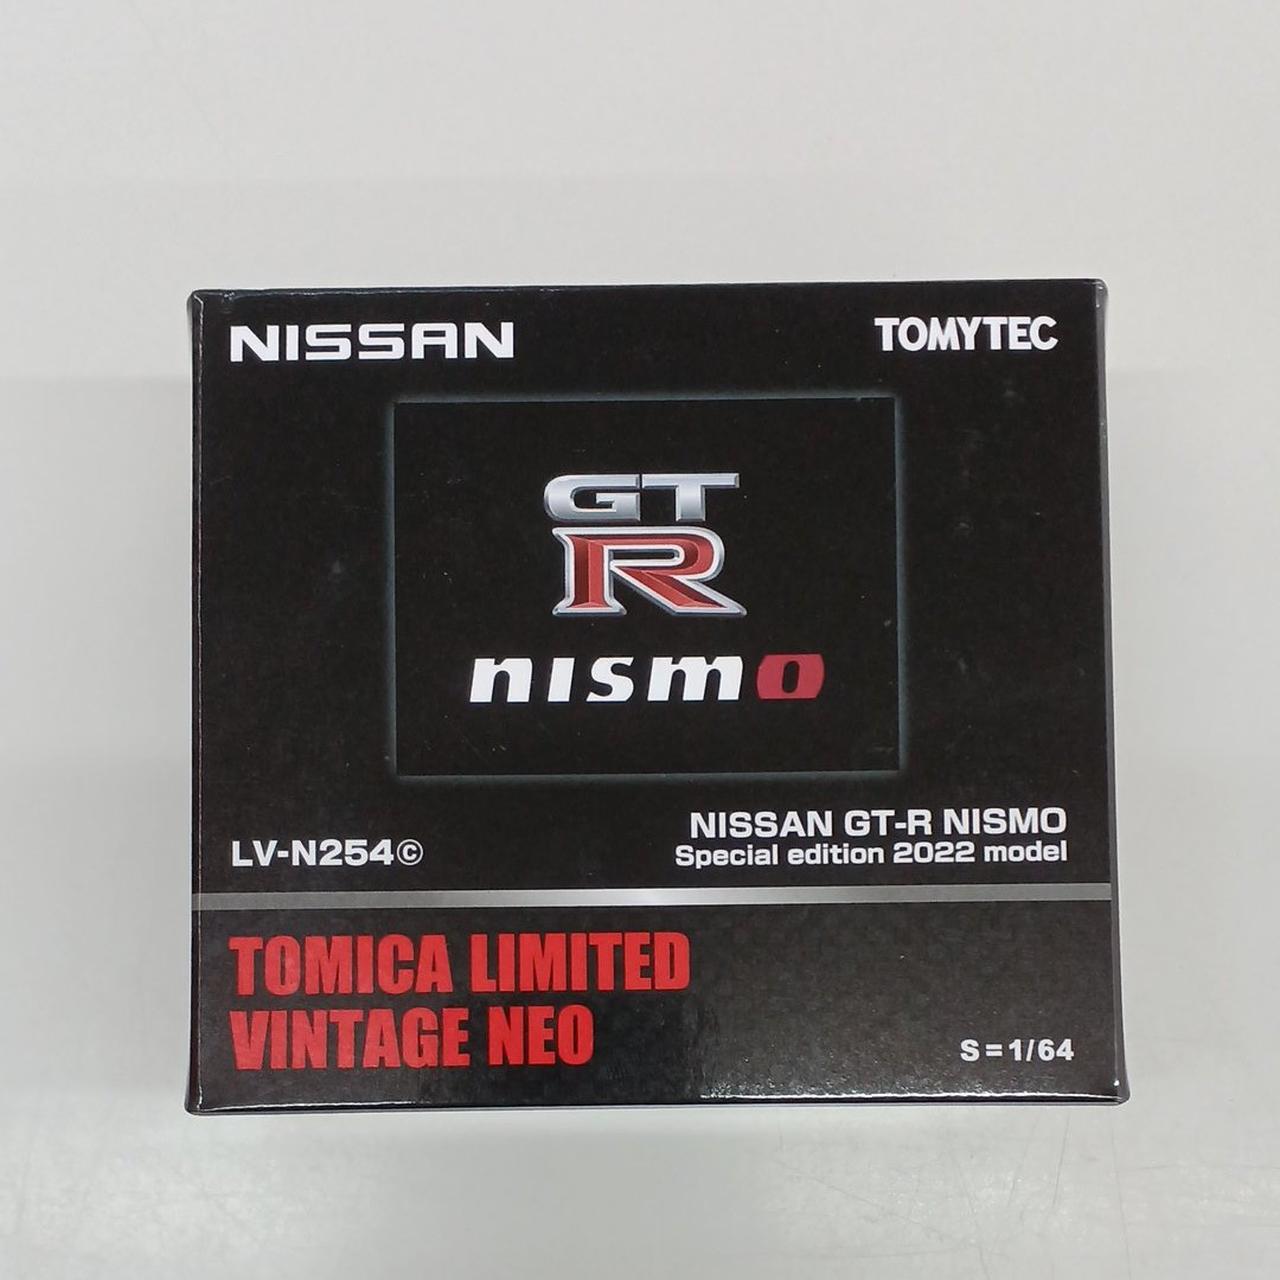 NISSAN
TOMYTEC
GT
R
nismo
NISSAN GT-R NISMO
LV-N254©
Special edition 2022 model
TOMICA LIMITED
VINTAGE NEO
S=1/64